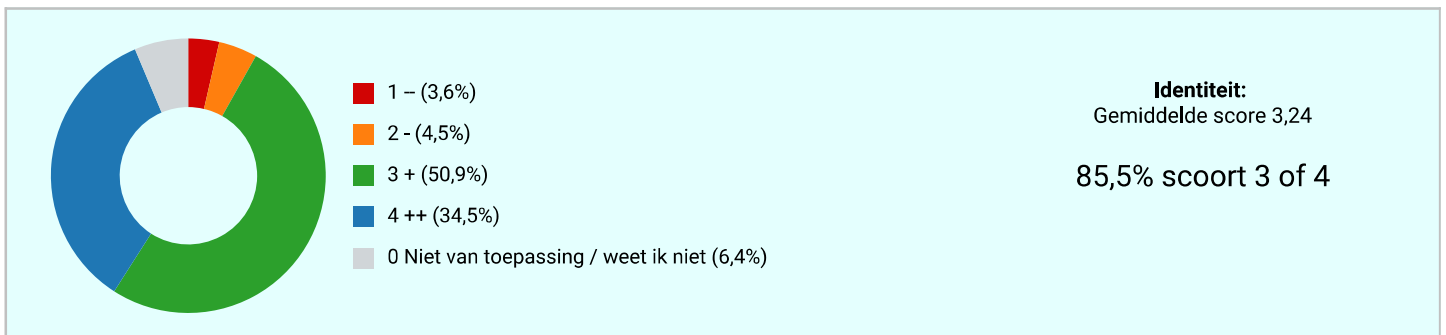 1 -- (3,6%)
2 - (4,5%)
3 + (50,9%)
4 ++ (34,5%)
0 Niet van toepassing / weet ik niet (6,4%)
Identiteit:
Gemiddelde score 3,24
85,5% scoort 3 of 4